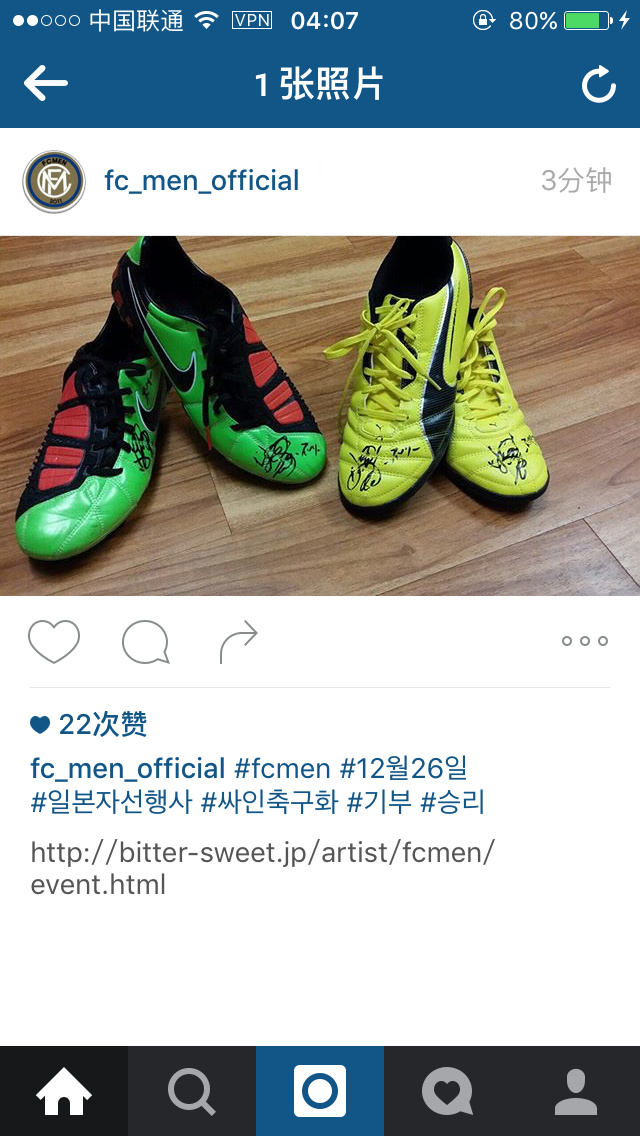 中国联通 VPN 04:07 80%
1 张照片
FCMEN
2011
fc_men_official 3分钟
22次赞
fc_men_official #fcmen #12월26일
#일본자선행사 #싸인축구화 #기부 #승리
http://bitter-sweet.jp/artist/fcmen/
event.html